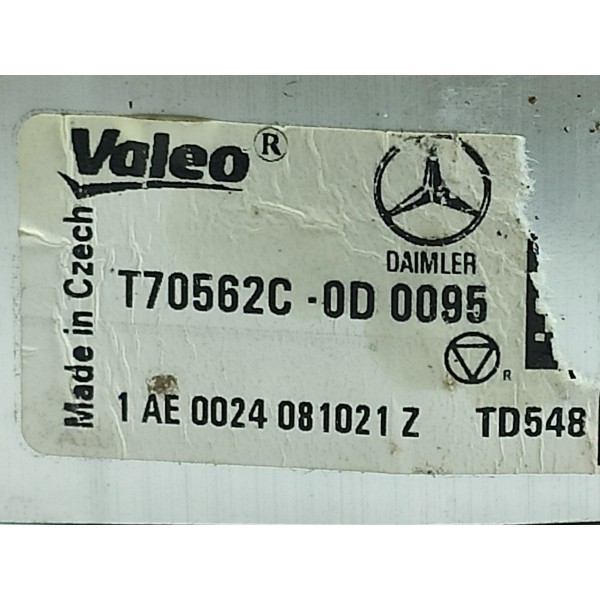 Valeo®
DAIMLER
T70562C -0D 0095
R
1 AE 0024 081021 Z TD548
Made in Czech